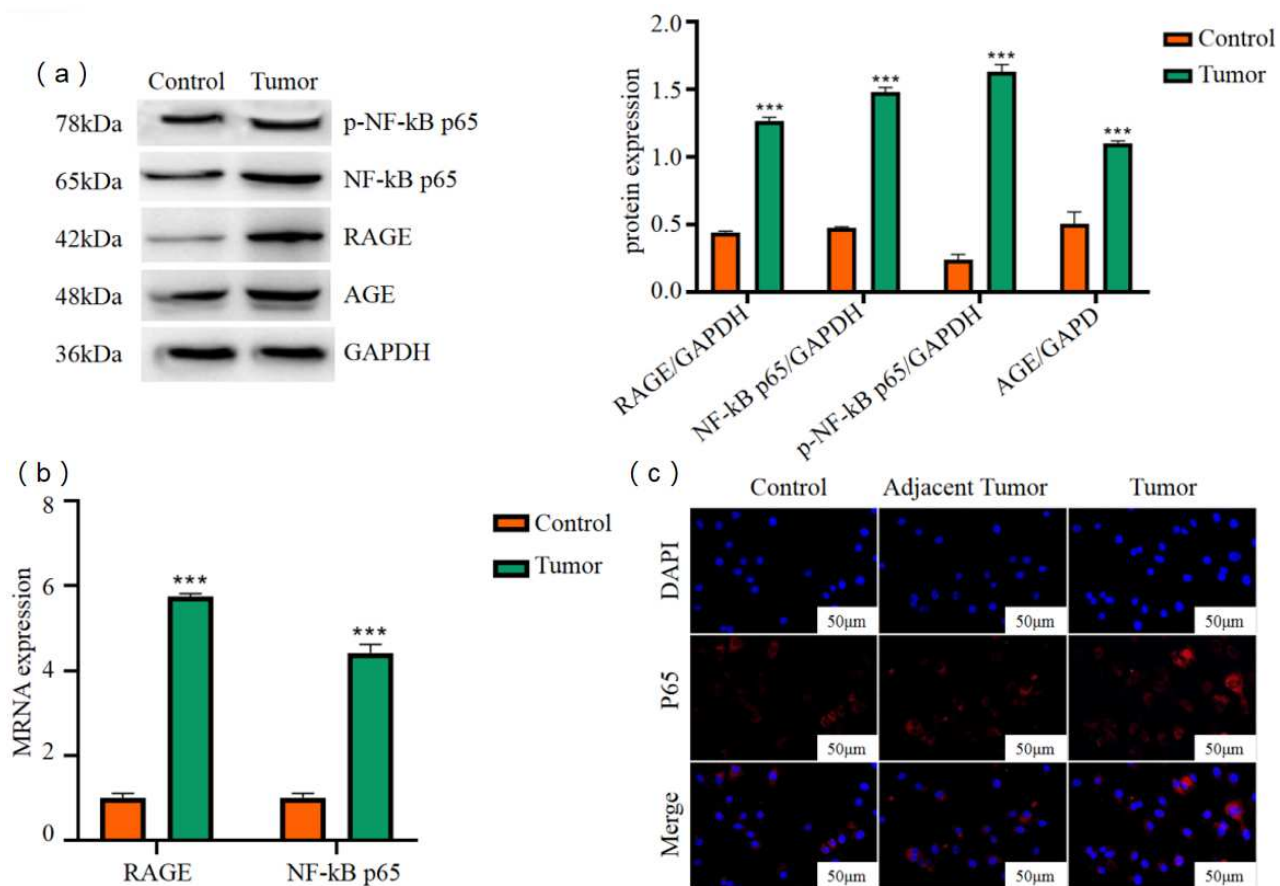 (a)
Control Tumor
78kDa p-NF-kB p65
65kDa NF-kB p65
42kDa RAGE
48kDa AGE
36kDa GAPDH
2.0
1.5
1.0
0.5
0.0
protein expression
*** *** *** ***
Control
Tumor
RAGE/GAPDH
NF-kB p65/GAPDH
p-NF-kB p65/GAPDH
AGE/GAPD
(b)
8
6
4
2
0
MRNA expression
*** ***
Control
Tumor
RAGE NF-kB p65
(c)
Control Adjacent Tumor Tumor
DAPI
50μm 50μm 50μm
P65
50μm 50μm 50μm
Merge
50μm 50μm 50μm